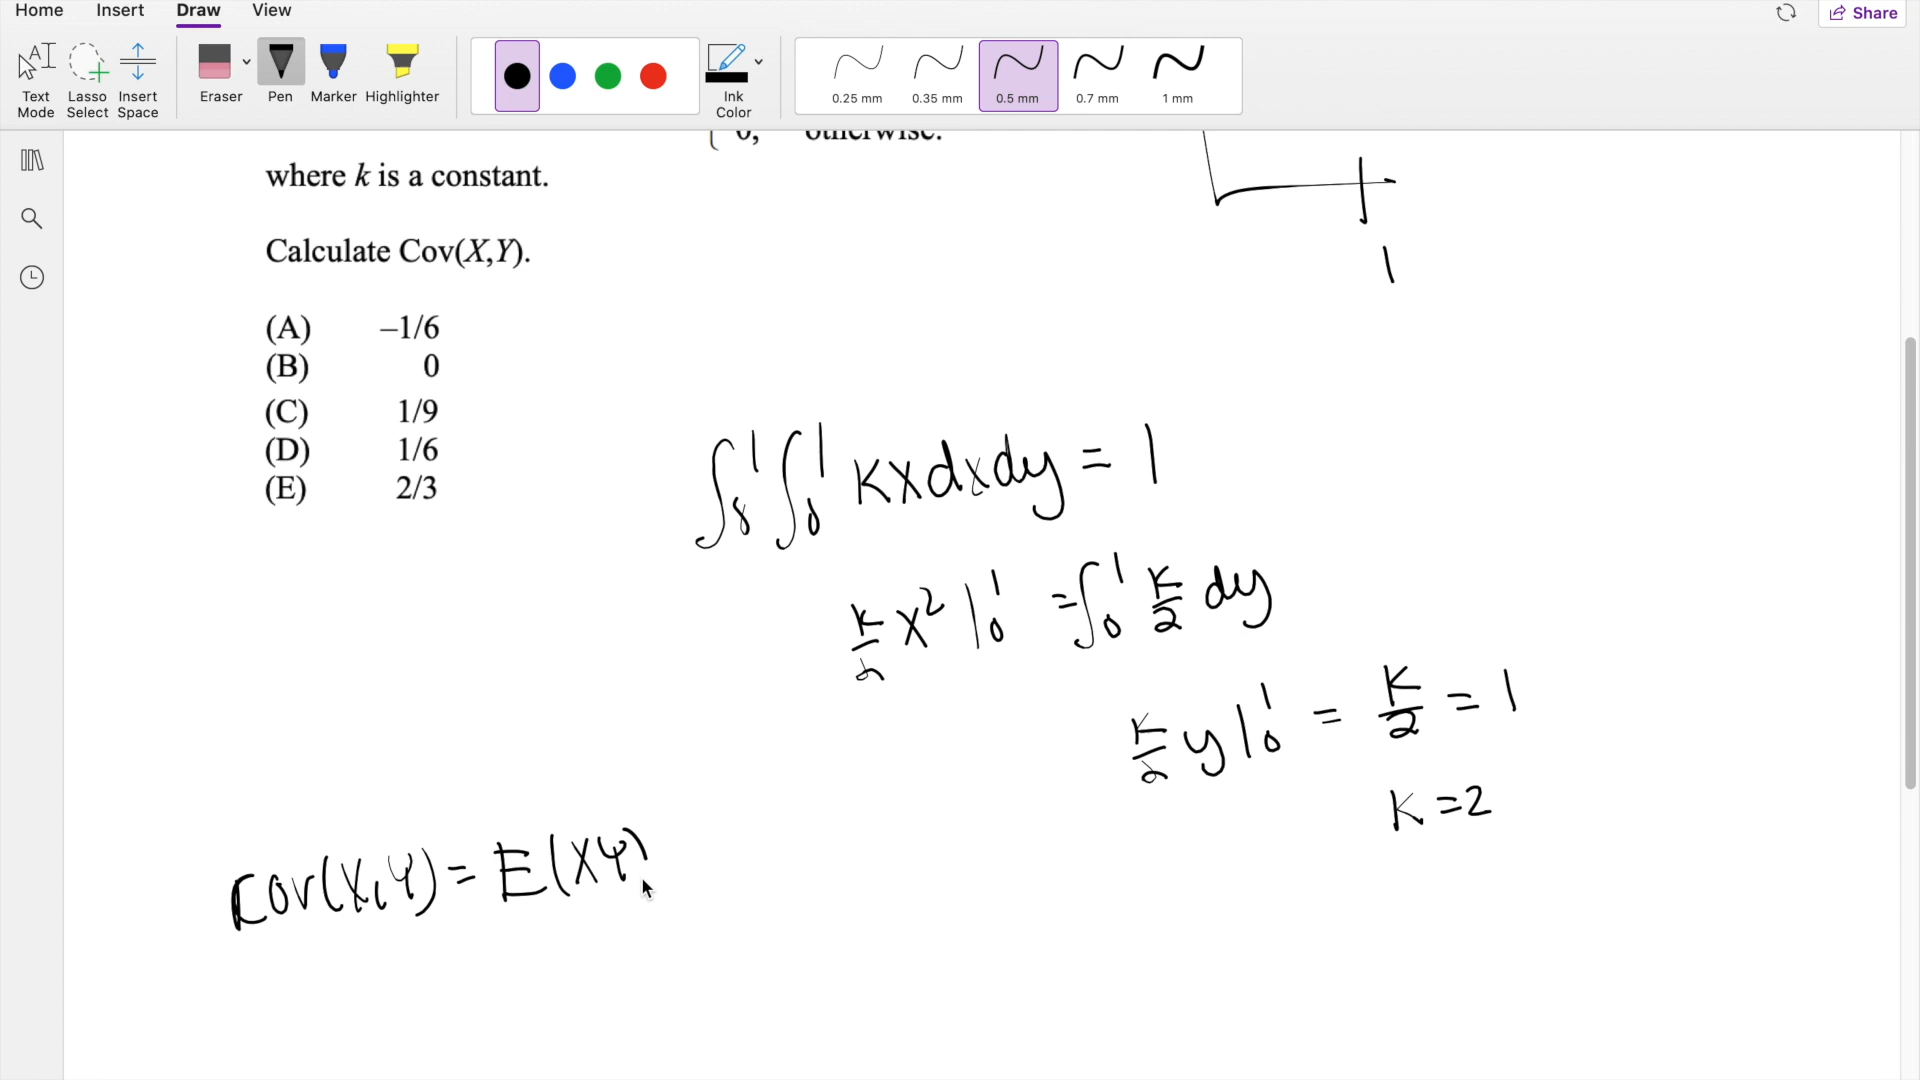 Home Insert Draw View
Share
Text Mode
Lasso Select
Insert Space
Eraser
Pen
Marker
Highlighter
Ink Color
0.25 mm
0.35 mm
0.5 mm
0.7 mm
1 mm
0, otherwise.
where k is a constant.
Calculate Cov(X,Y).
(A) –1/6
(B) 0
(C) 1/9
(D) 1/6
(E) 2/3
1
∫₀¹ ∫₀¹ kx dx dy = 1
k/2 x² |₀¹ = ∫₀¹ k/2 dy
k/2 y |₀¹ = k/2 = 1
k = 2
Cov(X,Y) = E(XY)